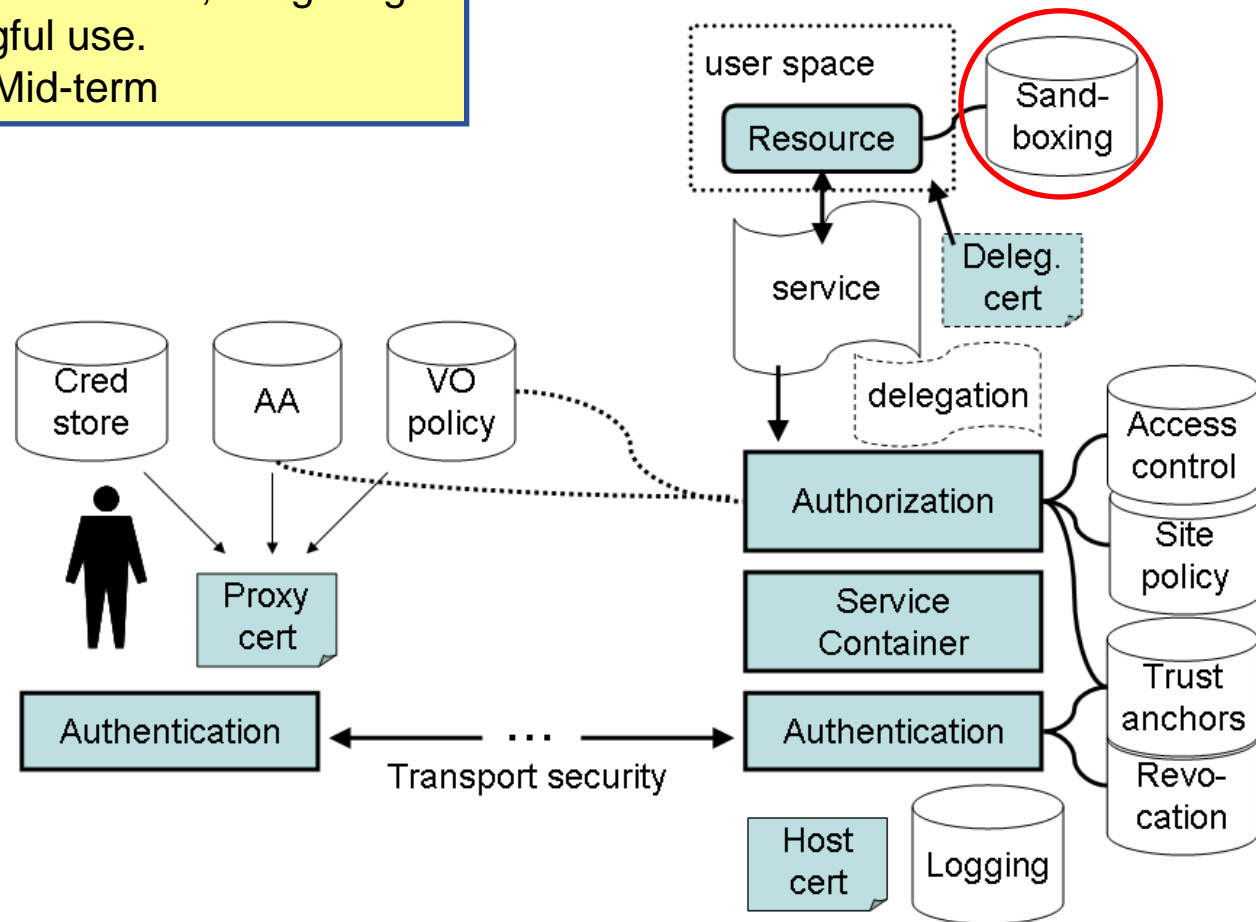 gful use.
Mid-term
user space
Sand-
boxing
Resource
service
Deleg.
cert
Cred
store
AA
VO
policy
delegation
Access
control
Authorization
Site
policy
Proxy
cert
Service
Container
Trust
anchors
Authentication
Authentication
...
Transport security
Revo-
cation
Host
cert
Logging